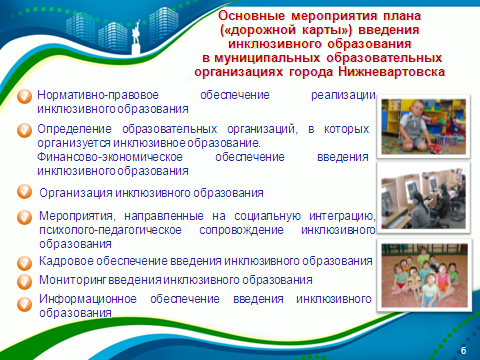 Основные мероприятия плана
(«дорожной карты») введения
инклюзивного образования
в муниципальных образовательных
организациях города Нижневартовска
Нормативно-правовое обеспечение реализации
инклюзивного образования
Определение образовательных организаций, в которых
организуется инклюзивное образование.
Финансово-экономическое обеспечение введения
инклюзивного образования
Организация инклюзивного образования
Мероприятия, направленные на социальную интеграцию,
психолого-педагогическое сопровождение инклюзивного
образования
Кадровое обеспечение введения инклюзивного образования
Мониторинг введения инклюзивного образования
Информационное обеспечение введения инклюзивного
образования
6